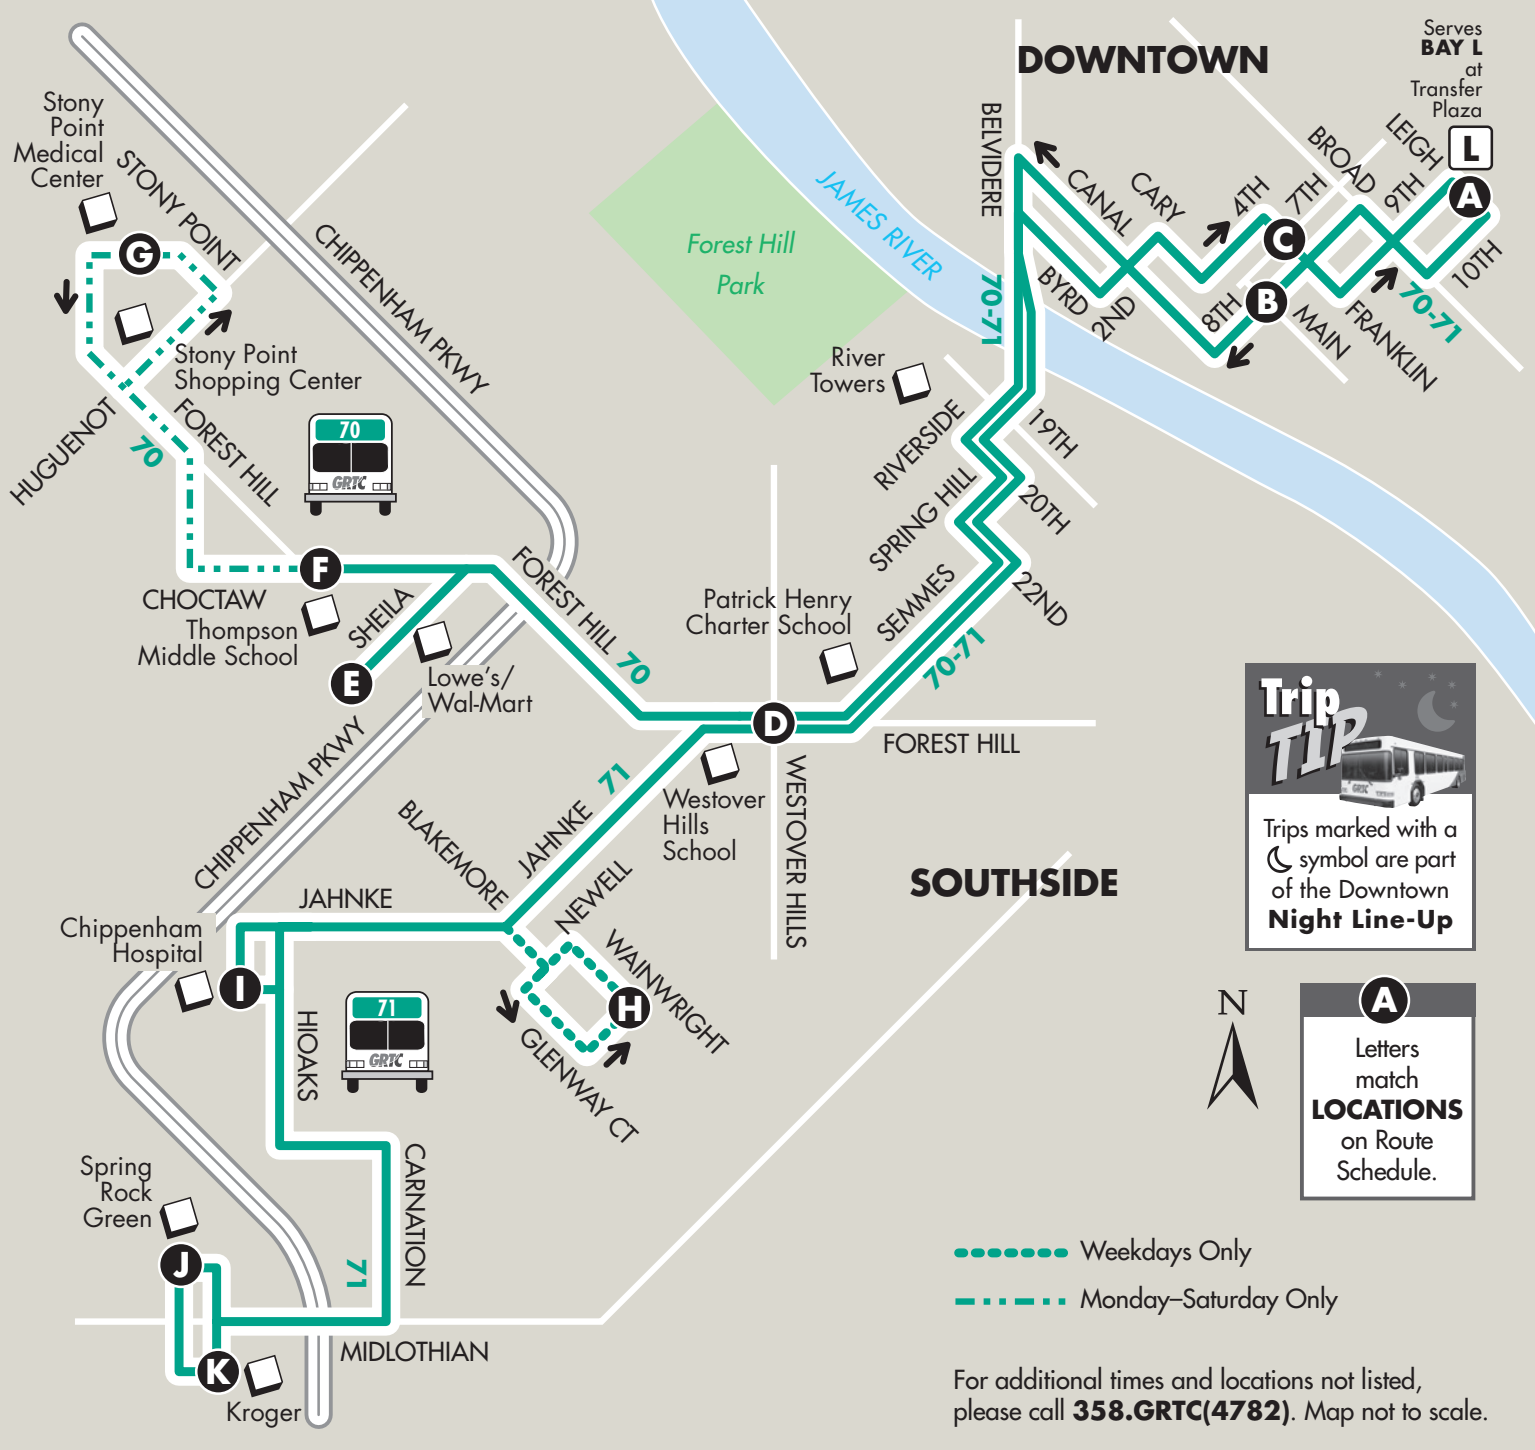 Serves
BAY L
at
Transfer
Plaza
L
DOWNTOWN
Stony
Point
Medical
Center
STONY POINT
G
Stony Point
Shopping Center
HUGUENOT
70
FOREST HILL
CHIPPENHAM PKWY
70
GRTC
Forest Hill
Park
JAMES RIVER
BELVIDERE
CANAL
CARY
4TH
7TH
BROAD
LEIGH
9TH
A
C
10TH
B
70-71
BYRD
2ND
8TH
MAIN
FRANKLIN
70-71
River
Towers
RIVERSIDE
19TH
SPRING HILL
20TH
SEMMES
22ND
70-71
F
CHOCTAW
Thompson
Middle School
SHEILA
E
Lowe's/
Wal-Mart
FOREST HILL
70
Patrick Henry
Charter School
D
FOREST HILL
WESTOVER HILLS
Westover
Hills
School
71
JAHNKE
BLAKEMORE
NEWELL
WAINWRIGHT
H
GLENWAY CT
CHIPPENHAM PKWY
JAHNKE
Chippenham
Hospital
I
HIOAKS
71
GRTC
CARNATION
71
Spring
Rock
Green
J
K
Kroger
MIDLOTHIAN
SOUTHSIDE
Trip
TIP
GRTC
Trips marked with a
symbol are part
of the Downtown
Night Line-Up
N
A
Letters
match
LOCATIONS
on Route
Schedule.
Weekdays Only
Monday–Saturday Only
For additional times and locations not listed,
please call 358.GRTC(4782). Map not to scale.